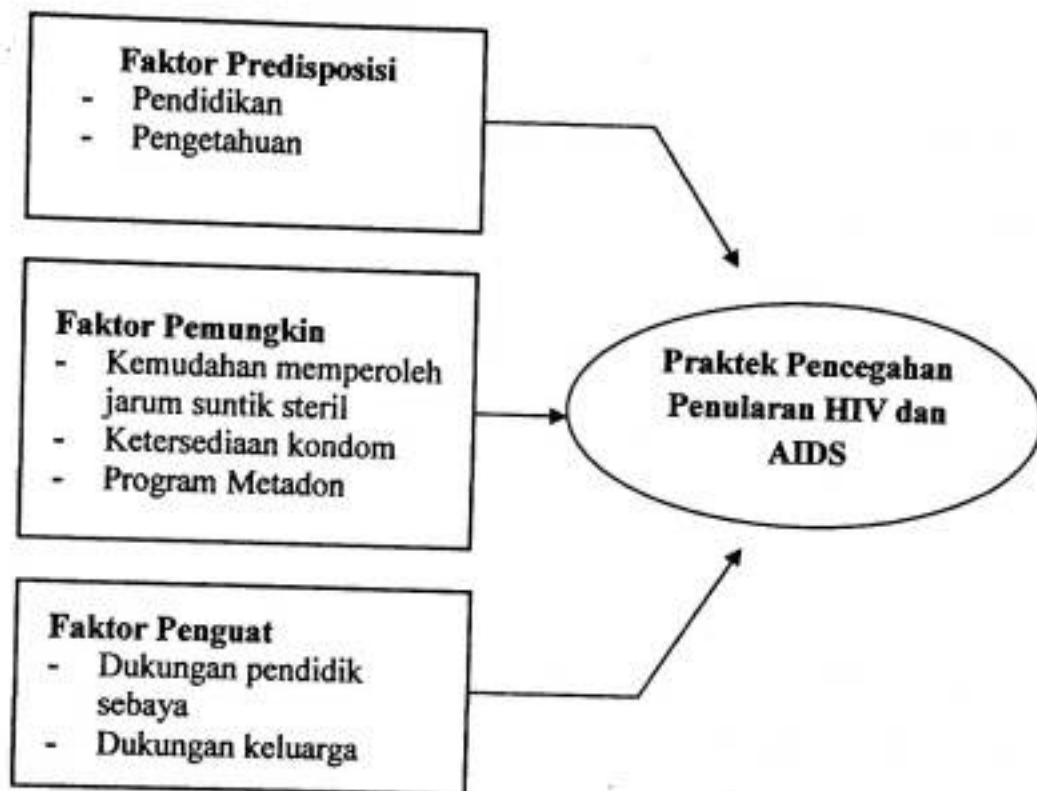 Faktor Predisposisi
- Pendidikan
- Pengetahuan
Faktor Pemungkin
- Kemudahan memperoleh
jarum suntik steril
- Ketersediaan kondom
- Program Metadon
Faktor Penguat
- Dukungan pendidik
sebaya
- Dukungan keluarga
Praktek Pencegahan
Penularan HIV dan
AIDS